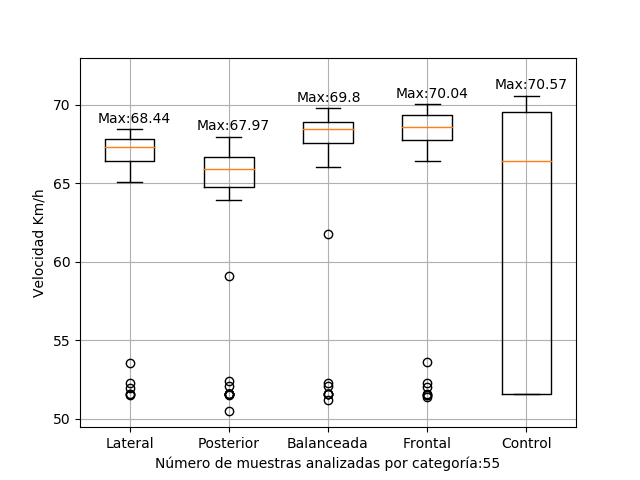 Max:70.57
Max:70.04
Max:69.8
Max:68.44
Max:67.97
70
65
60
55
50
Velocidad Km/h
Lateral Posterior Balanceada Frontal Control
Número de muestras analizadas por categoría:55